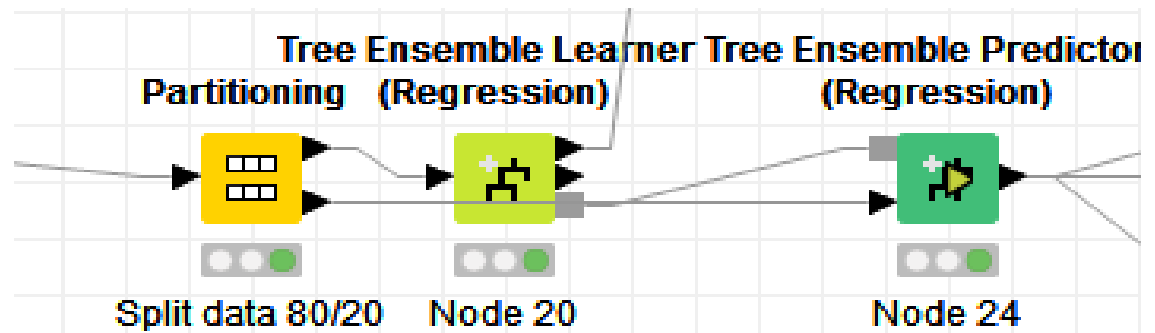 Tree Ensemble Learner Tree Ensemble Predictor
Partitioning (Regression) (Regression)
Split data 80/20 Node 20 Node 24